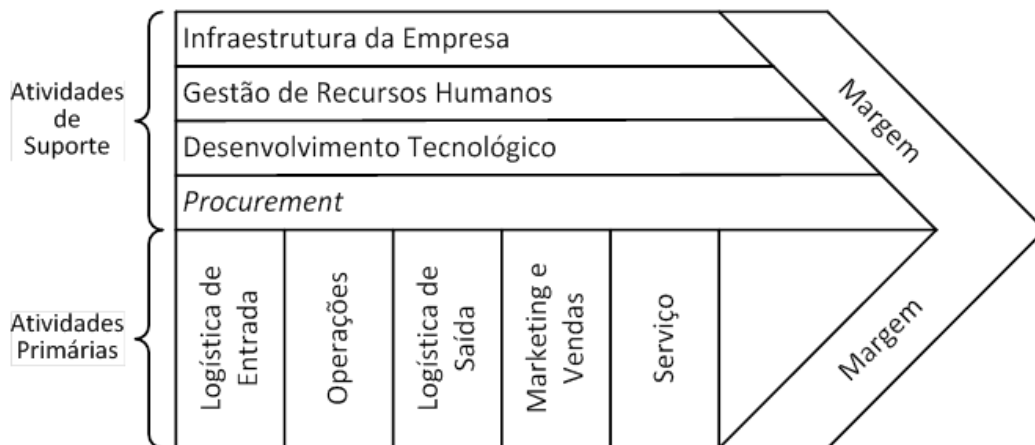 Atividades
de
Suporte
Infraestrutura da Empresa
Gestão de Recursos Humanos
Desenvolvimento Tecnológico
Procurement
Margem
Atividades
Primárias
Logística de
Entrada
Operações
Logística de
Saída
Marketing e
Vendas
Serviço
Margem